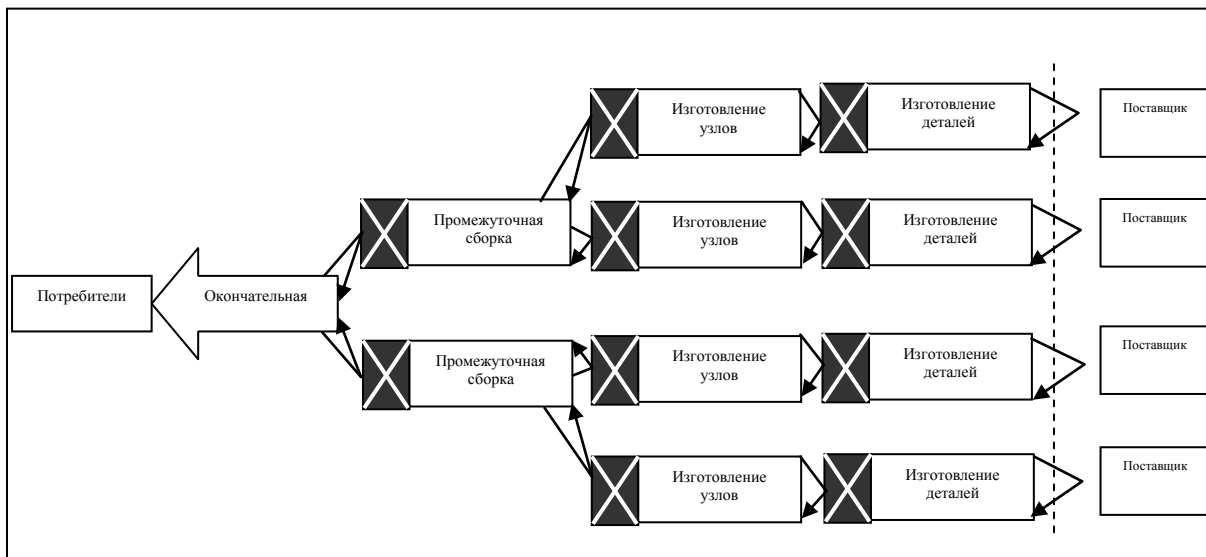 Изготовление
узлов
Изготовление
деталей
Поставщик
Промежуточная
сборка
Изготовление
узлов
Изготовление
деталей
Поставщик
Потребители
Окончательная
Промежуточная
сборка
Изготовление
узлов
Изготовление
деталей
Поставщик
Изготовление
узлов
Изготовление
деталей
Поставщик